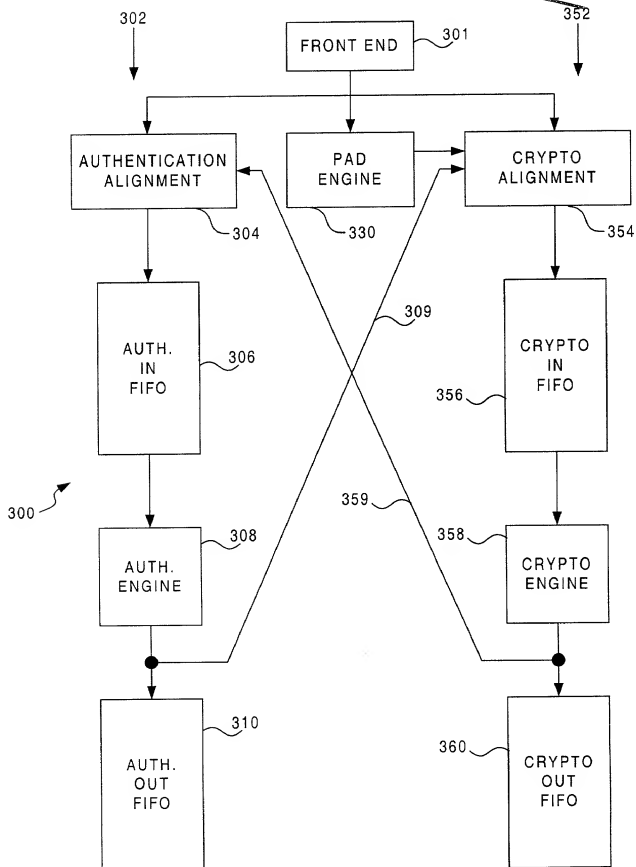 302
352
FRONT END
301
AUTHENTICATION
ALIGNMENT
PAD
ENGINE
CRYPTO
ALIGNMENT
304
330
354
AUTH.
IN
FIFO
306
309
CRYPTO
IN
FIFO
356
300
359
AUTH.
ENGINE
308
358
CRYPTO
ENGINE
AUTH.
OUT
FIFO
310
360
CRYPTO
OUT
FIFO